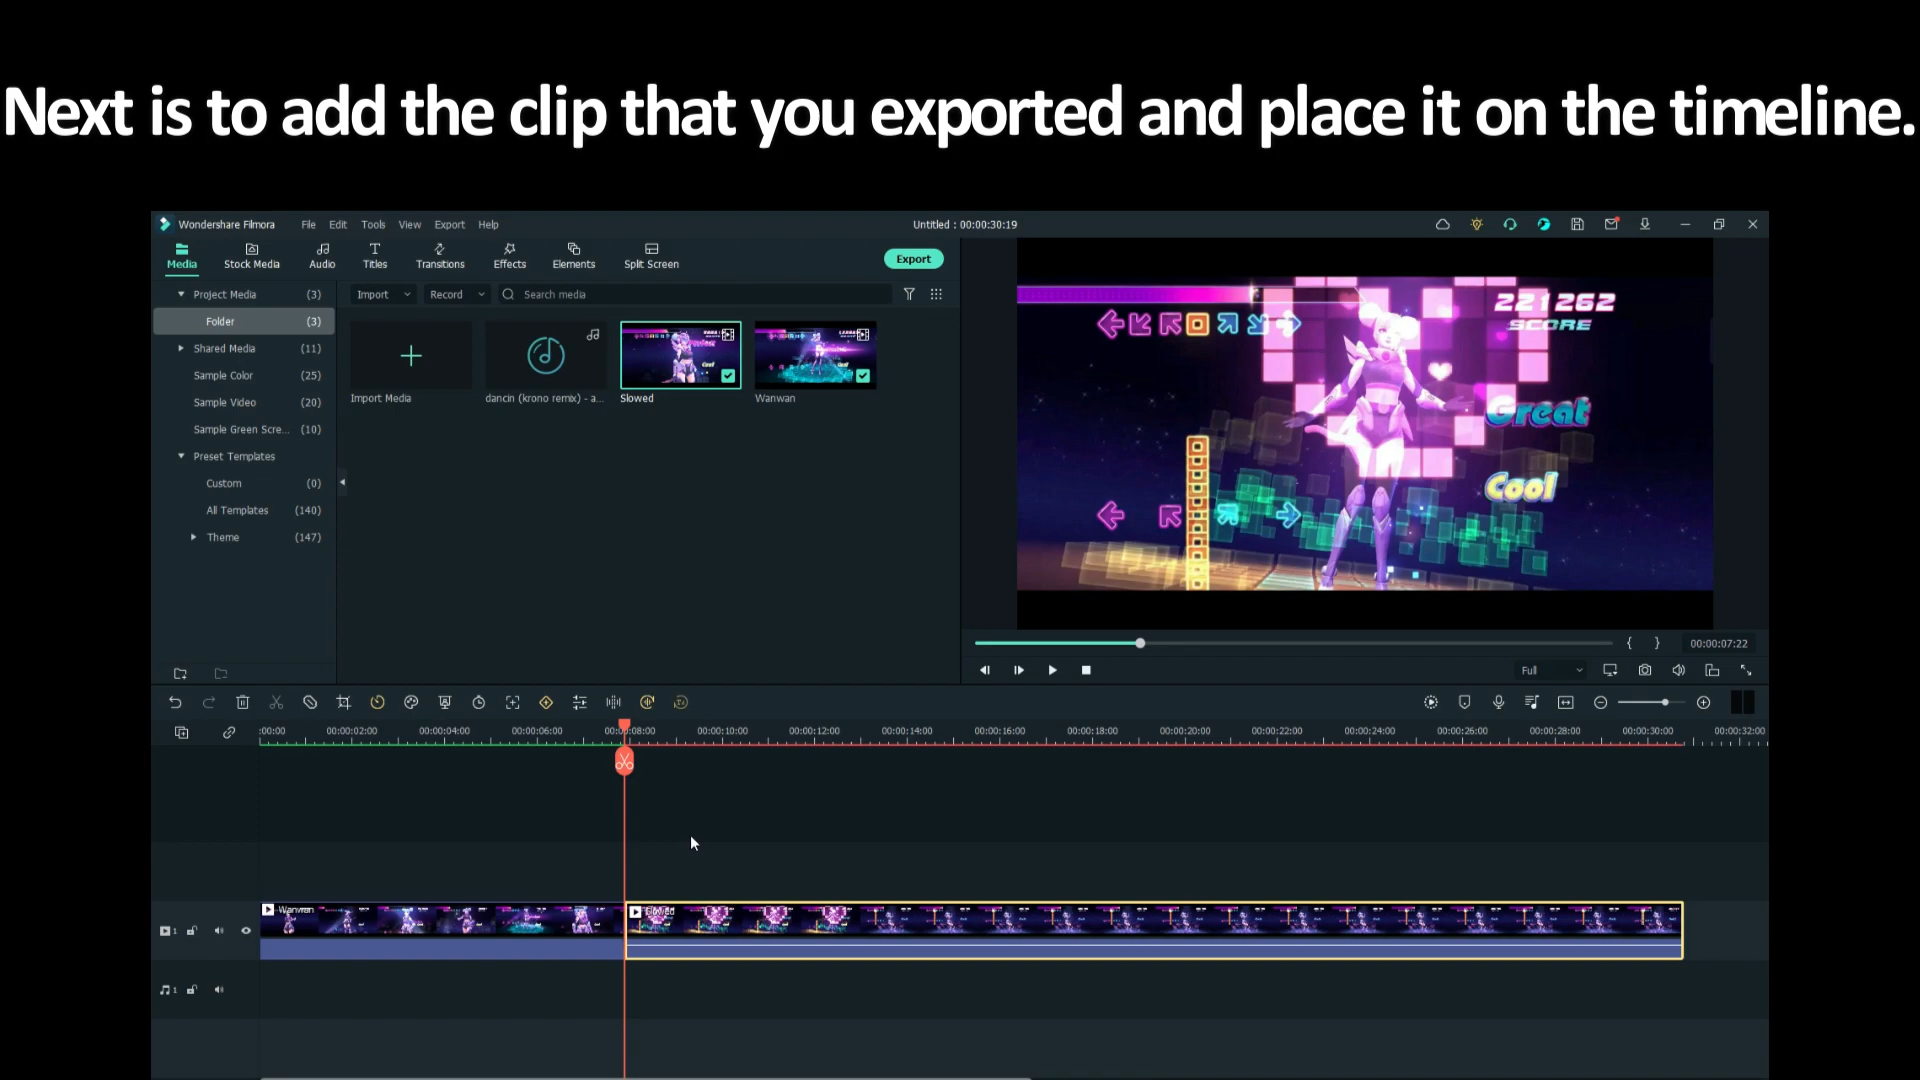 Next is to add the clip that you exported and place it on the timeline.
Wondershare Filmora
File Edit Tools View Export Help
Untitled : 00:00:30:19
Media Stock Media Audio Titles Transitions Effects Elements Split Screen
Export
Project Media (3)
Folder (3)
Shared Media (11)
Sample Color (25)
Sample Video (20)
Sample Green Scre... (10)
Preset Templates
Custom (0)
All Templates (140)
Theme (147)
Import Record Search media
Import Media
dancin (krono remix) - a...
Slowed
Wanwan
221262
SCORE
Great
Cool
{ } 00:00:07:22
Full
:00:00 00:00:02:00 00:00:04:00 00:00:06:00 00:00:08:00 00:00:10:00 00:00:12:00 00:00:14:00 00:00:16:00 00:00:18:00 00:00:20:00 00:00:22:00 00:00:24:00 00:00:26:00 00:00:28:00 00:00:30:00 00:00:32:00
Wanwan
Slowed
1
1